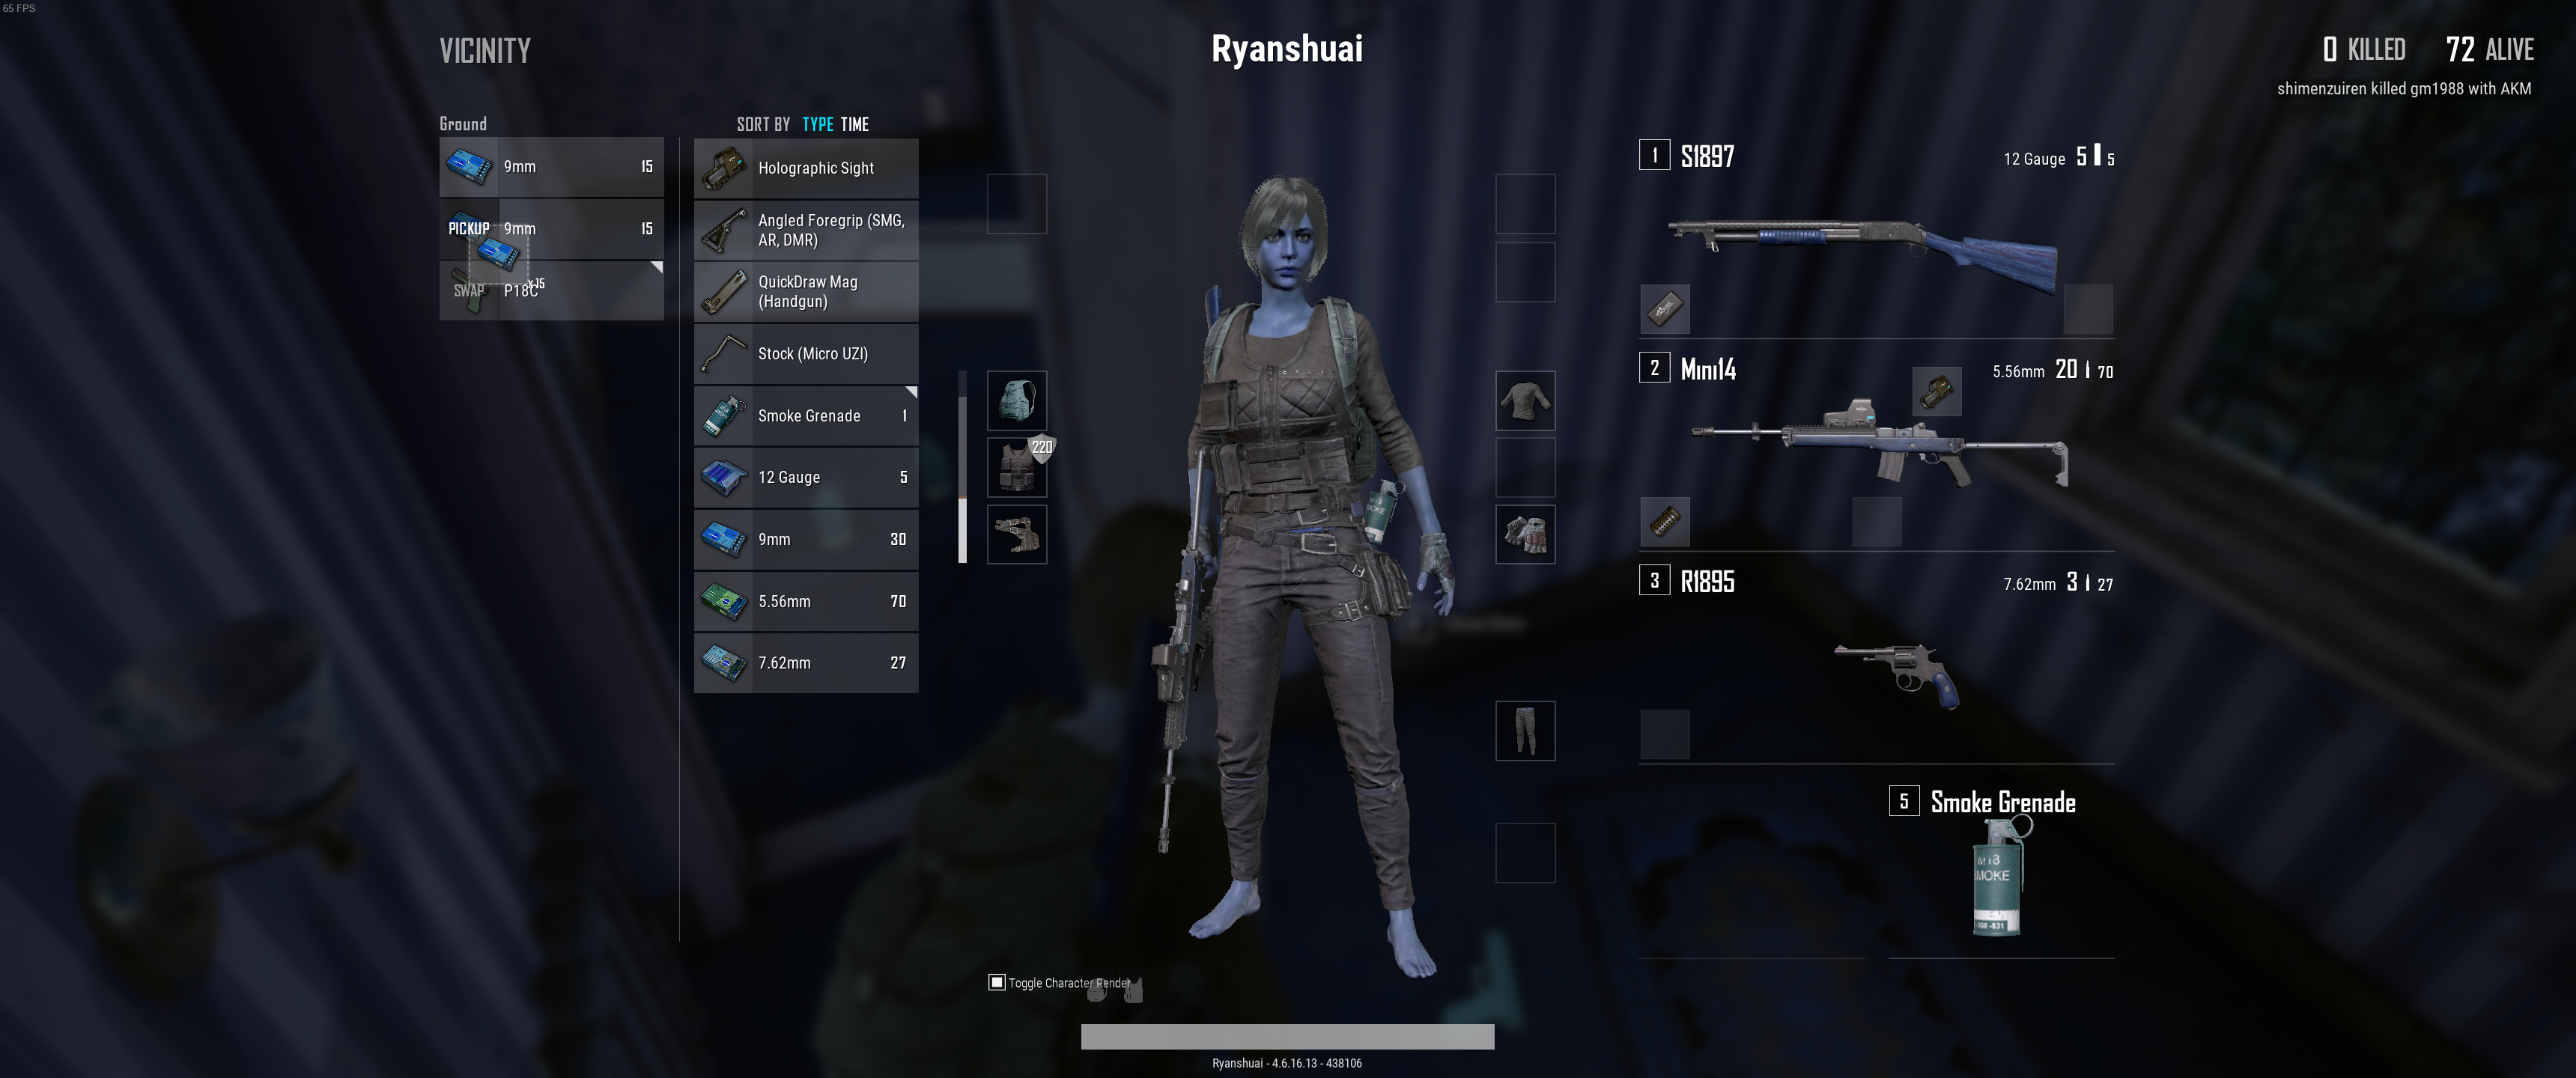 65 FPS
VICINITY
Ryanshuai
0 KILLED 72 ALIVE
shimenzuiren killed gm1988 with AKM
Ground
9mm 15
PICKUP 9mm 15
x15
SWAP P18C
SORT BY TYPE TIME
Holographic Sight
Angled Foregrip (SMG,
AR, DMR)
QuickDraw Mag
(Handgun)
Stock (Micro UZI)
Smoke Grenade 1
12 Gauge 5
9mm 30
5.56mm 70
7.62mm 27
220
1 S1897 12 Gauge 5 5
2 Mini14 5.56mm 20 70
3 R1895 7.62mm 3 27
5 Smoke Grenade
M18
SMOKE
Toggle Character Render
Ryanshuai - 4.6.16.13 - 438106